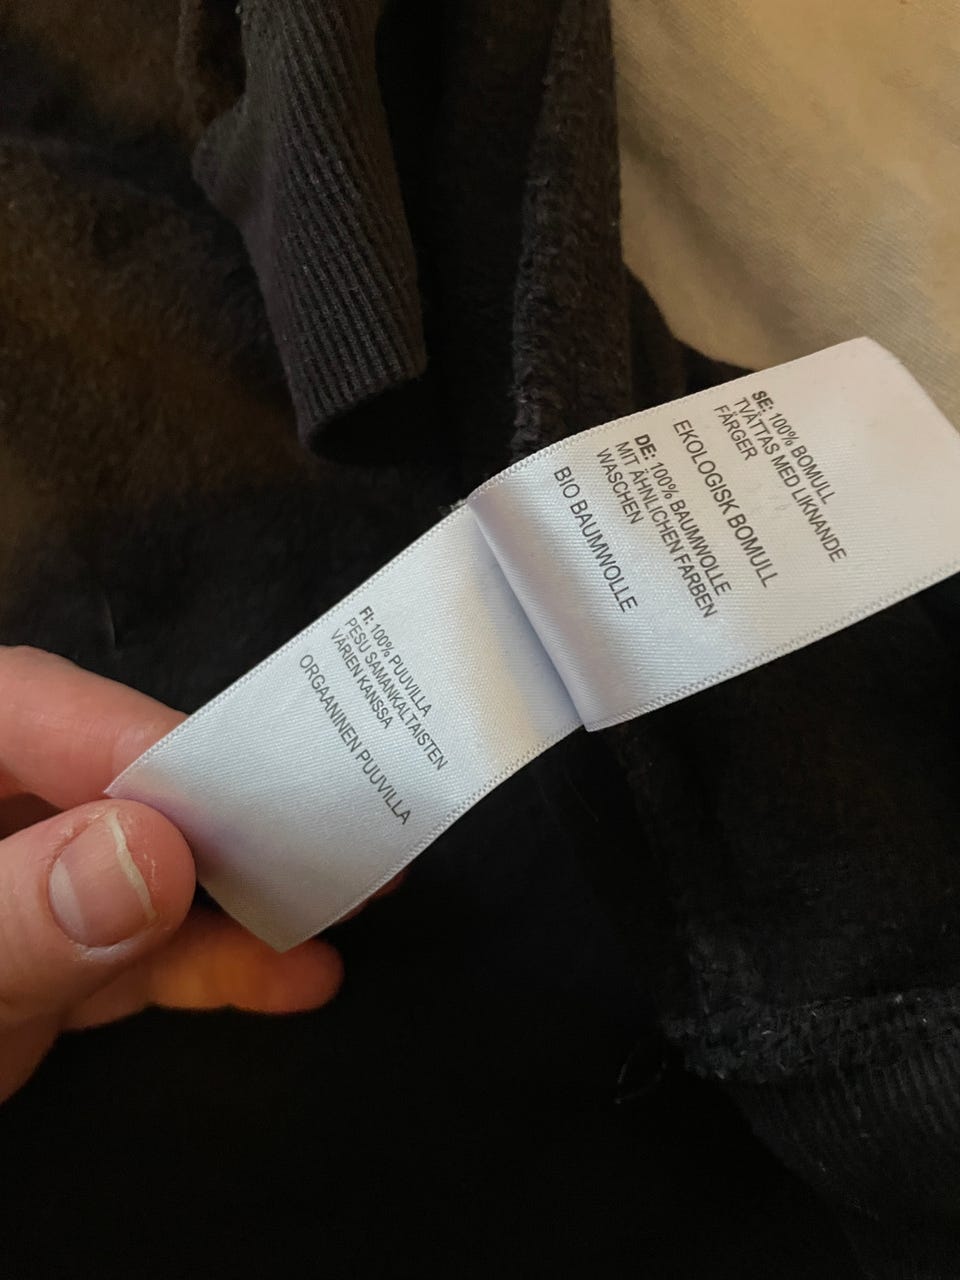 SE: 100% BOMULL
TVÄTTAS MED LIKNANDE
FÄRGER
EKOLOGISK BOMULL
DE: 100% BAUMWOLLE
MIT ÄHNLICHEN FARBEN
WASCHEN
BIO BAUMWOLLE
FI: 100% PUUVILLA
PESU SAMANKALTAISTEN
VÄRIEN KANSSA
ORGAANINEN PUUVILLA